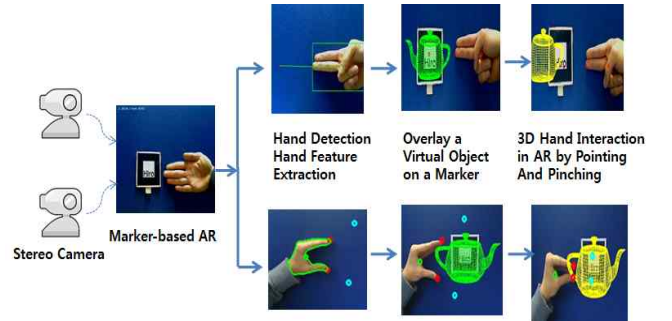 Hand Detection
Hand Feature
Extraction
Overlay a
Virtual Object
on a Marker
3D Hand Interaction
in AR by Pointing
And Pinching
Marker-based AR
Stereo Camera